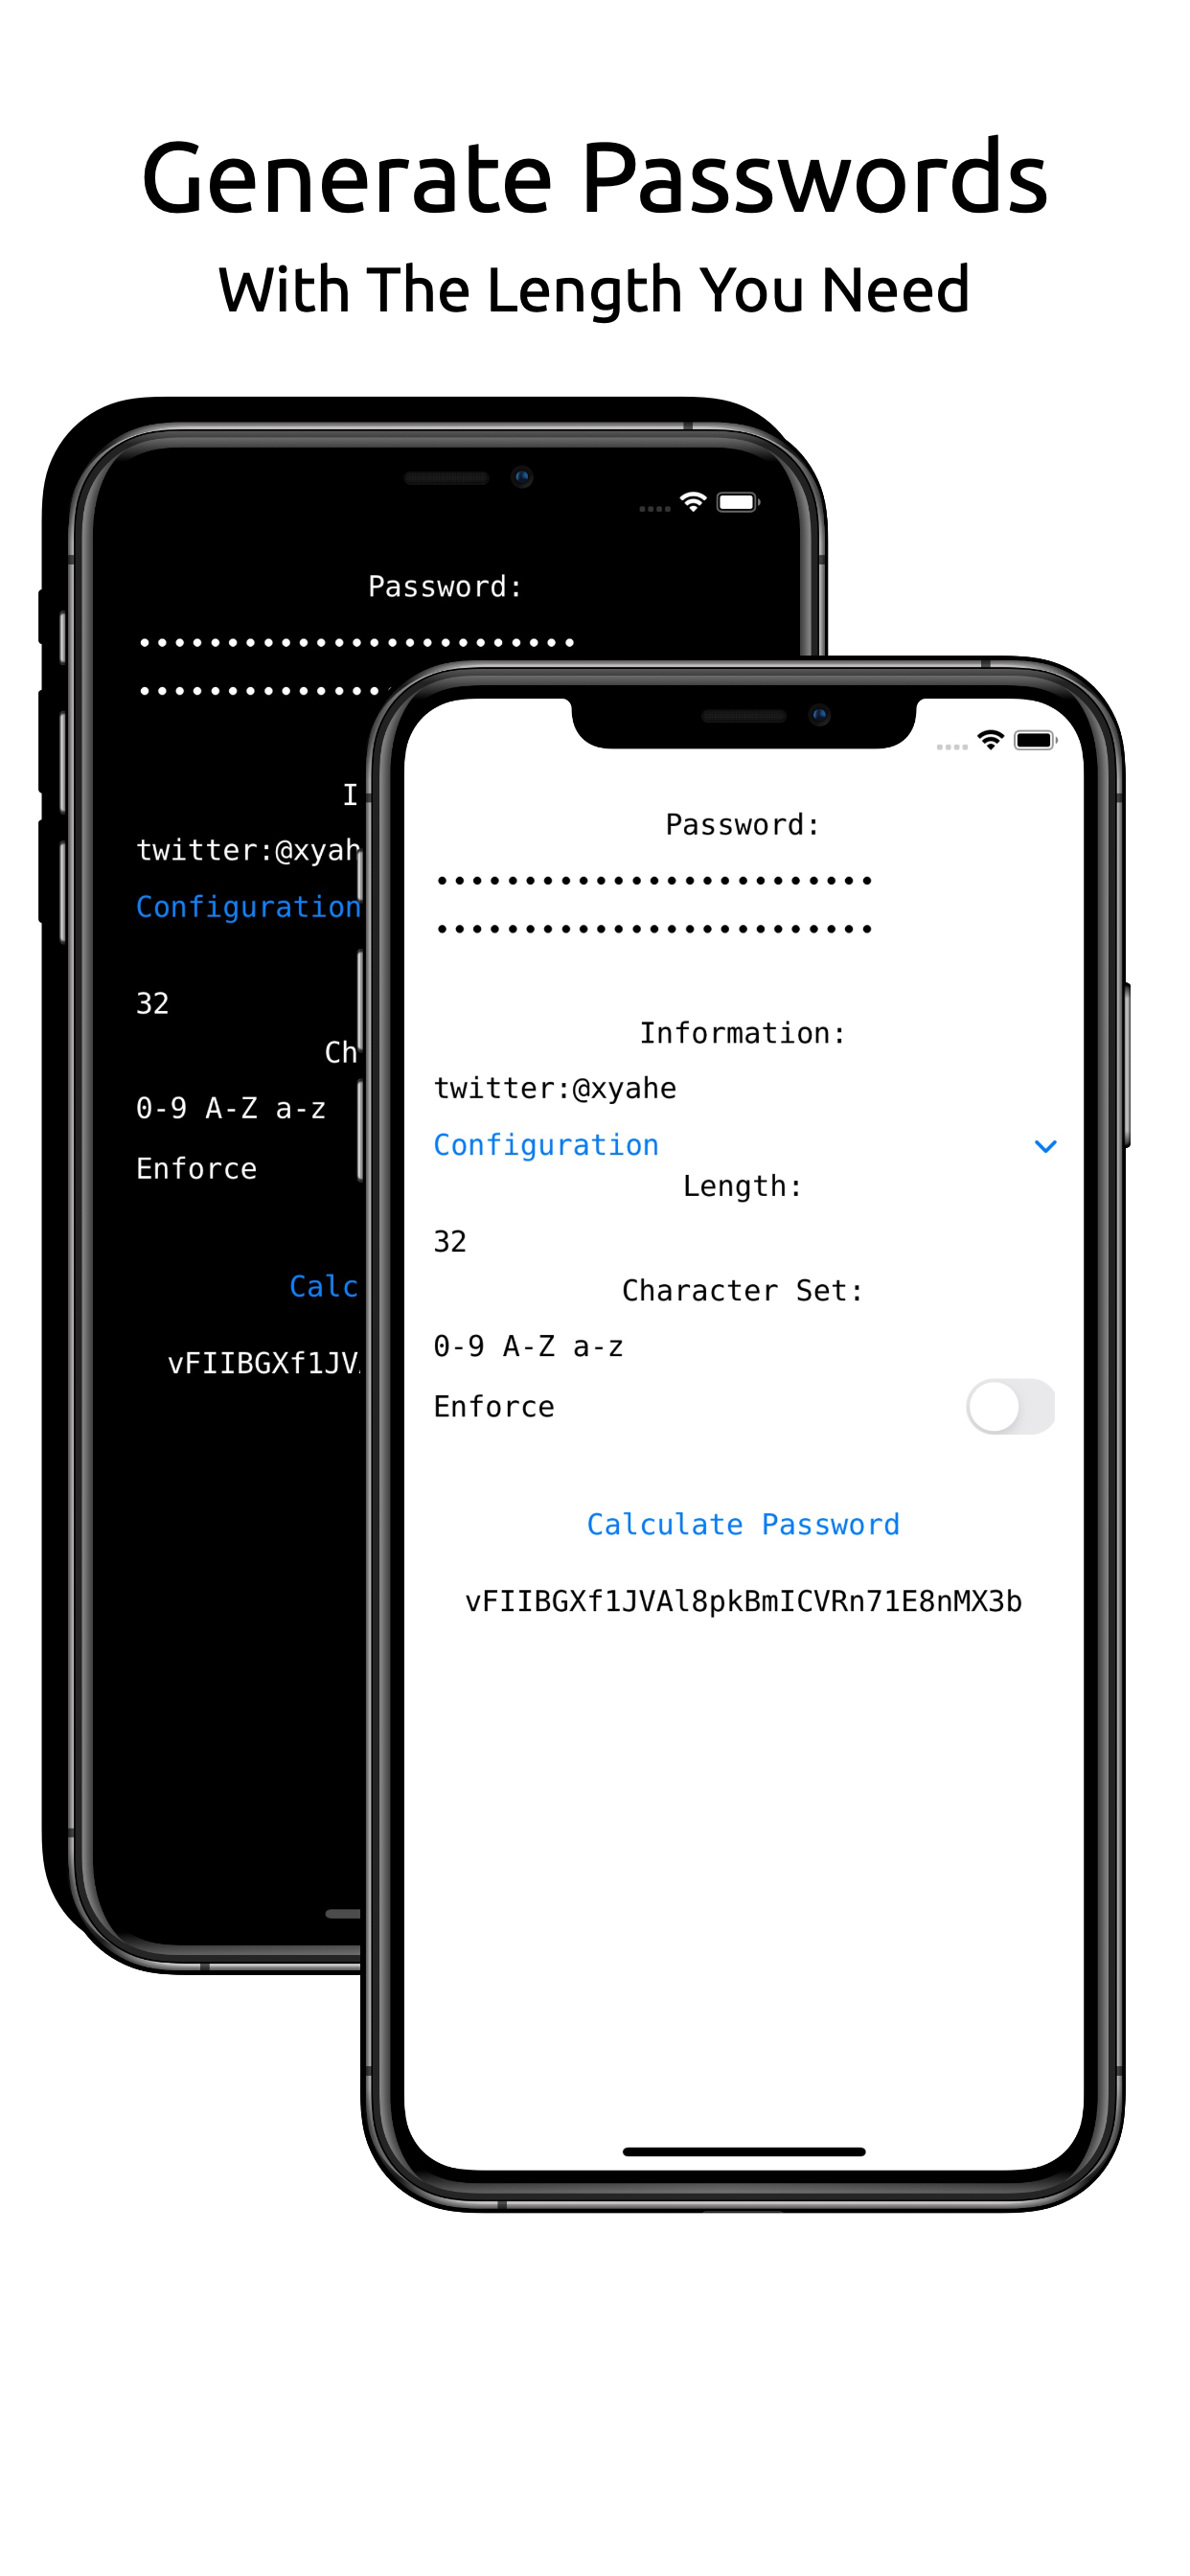 Generate Passwords
With The Length You Need
Password:
•••••••••••••••••••••••••
••••••••••••••
I
twitter:@xyah
Configuration
32
Ch
0-9 A-Z a-z
Enforce
Calc
vFIIBGXf1JV
Password:
•••••••••••••••••••••••••
•••••••••••••••••••••••••
Information:
twitter:@xyahe
Configuration
Length:
32
Character Set:
0-9 A-Z a-z
Enforce
Calculate Password
vFIIBGXf1JVAl8pkBmICVRn71E8nMX3b